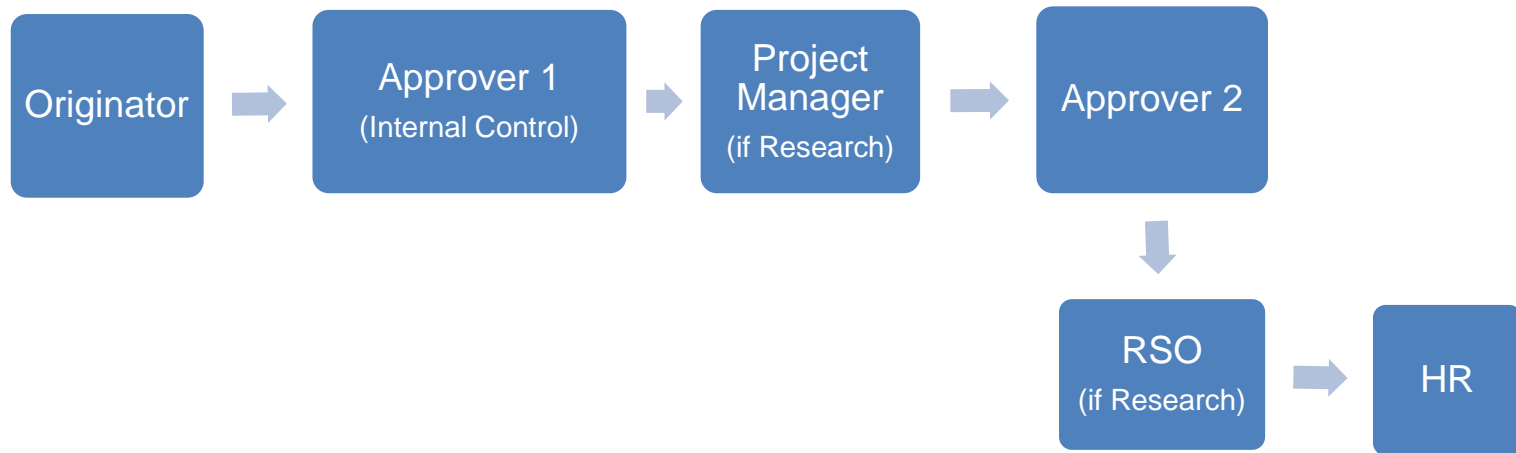 Originator
Approver 1
(Internal Control)
Project
Manager
(if Research)
Approver 2
RSO
(if Research)
HR